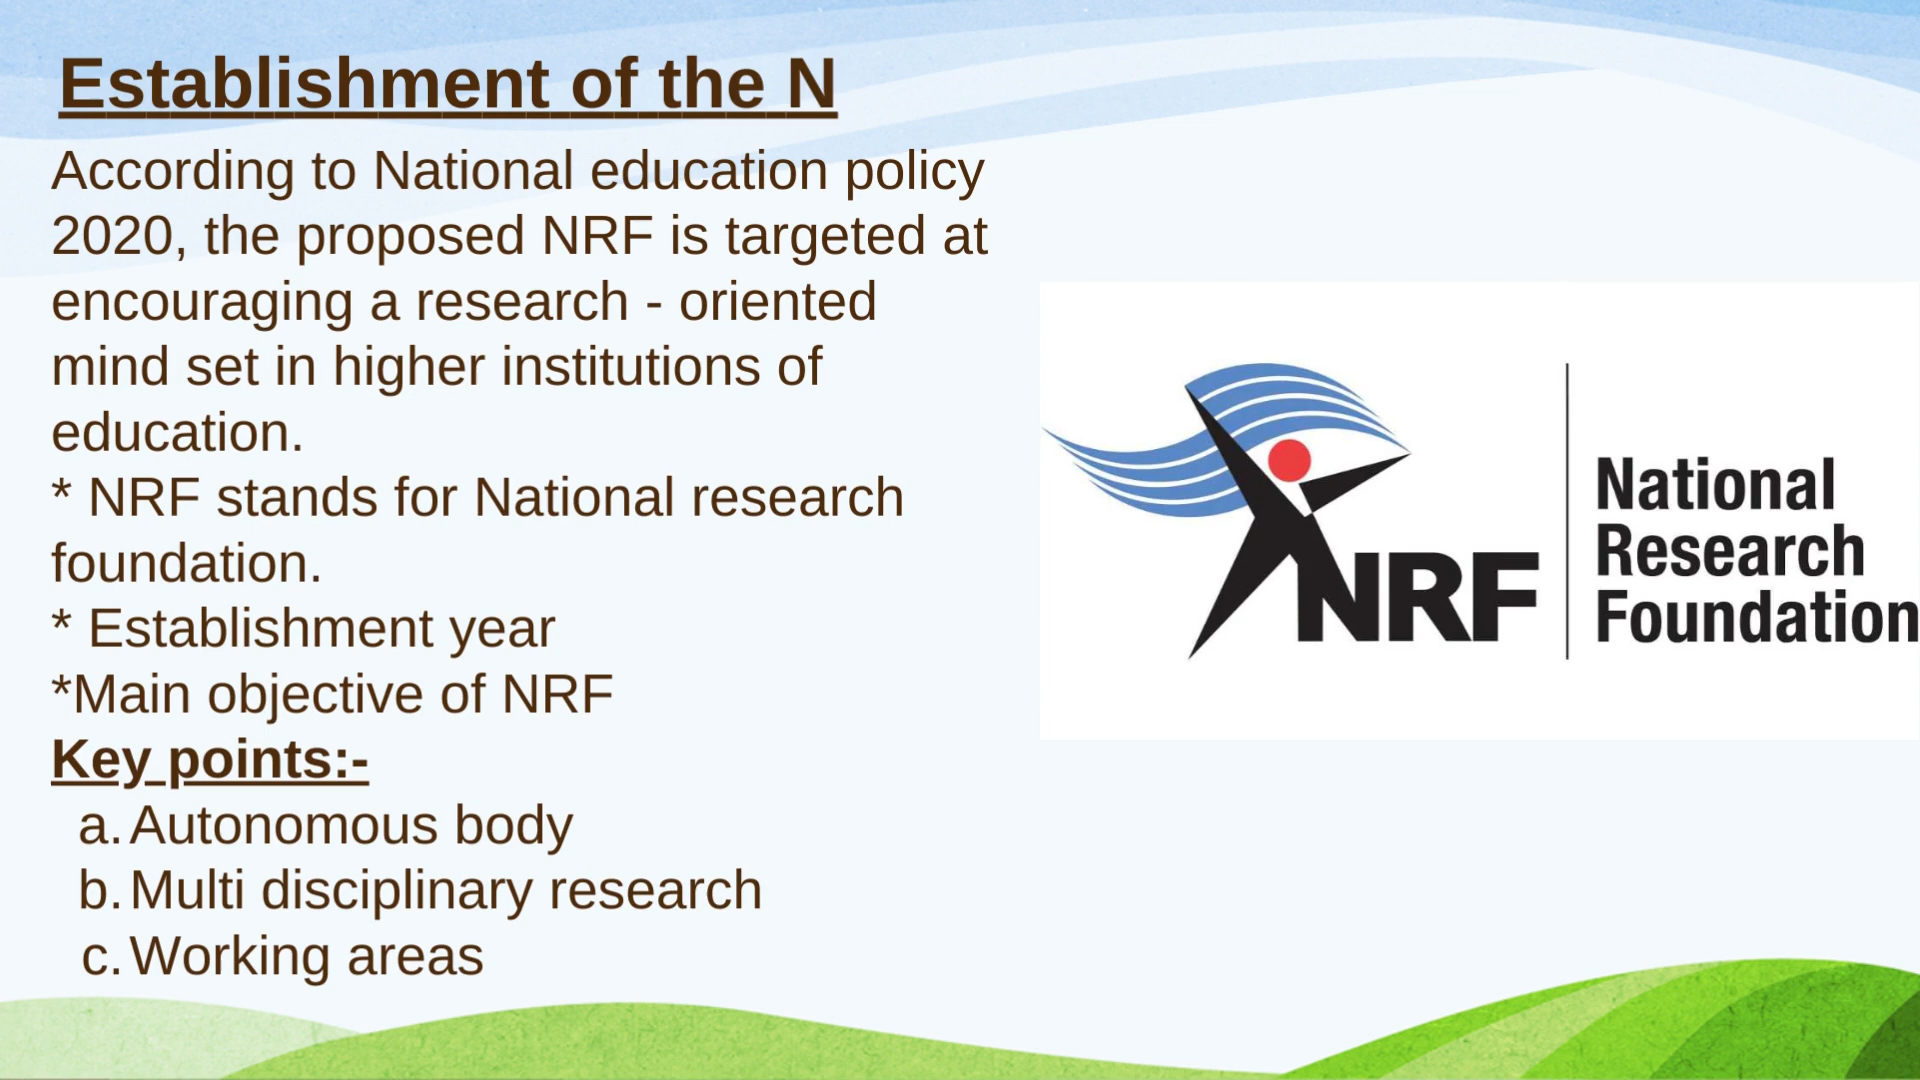 Establishment of the N
According to National education policy
2020, the proposed NRF is targeted at
encouraging a research - oriented
mind set in higher institutions of
education.
* NRF stands for National research
foundation.
* Establishment year
*Main objective of NRF
Key points:-
a. Autonomous body
b. Multi disciplinary research
c. Working areas
NRF
National
Research
Foundation